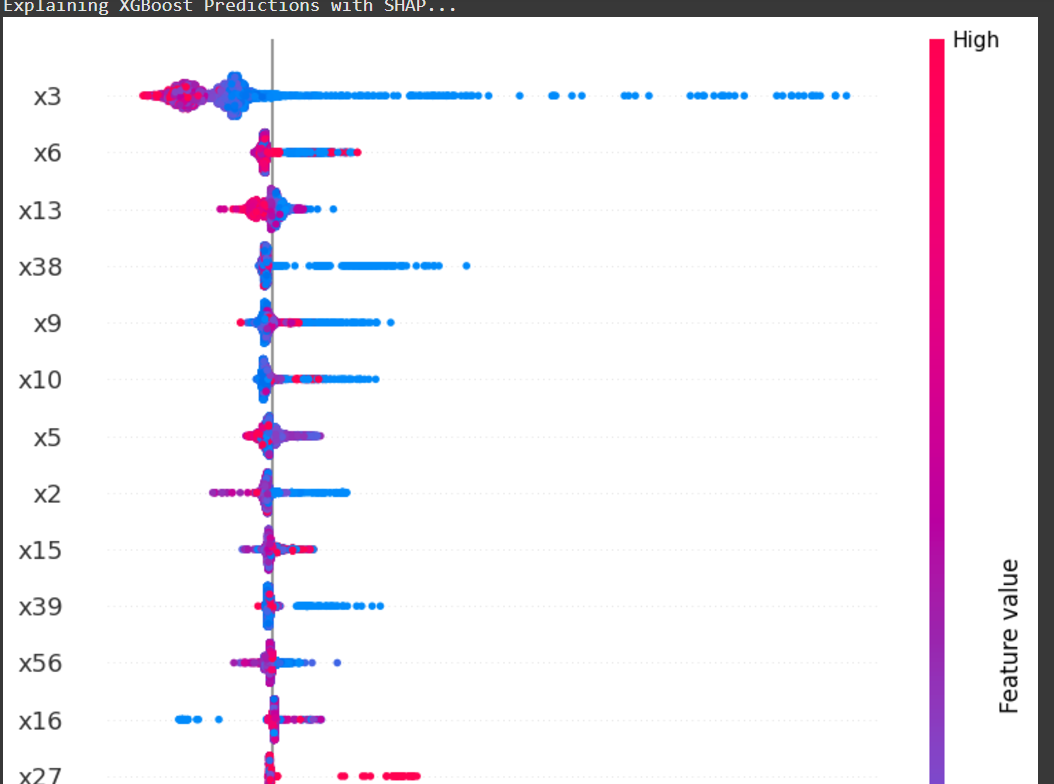 Explaining XGBoost Predictions with SHAP...
High
x3
x6
x13
x38
x9
x10
x5
x2
x15
x39
x56
x16
x27
Feature value